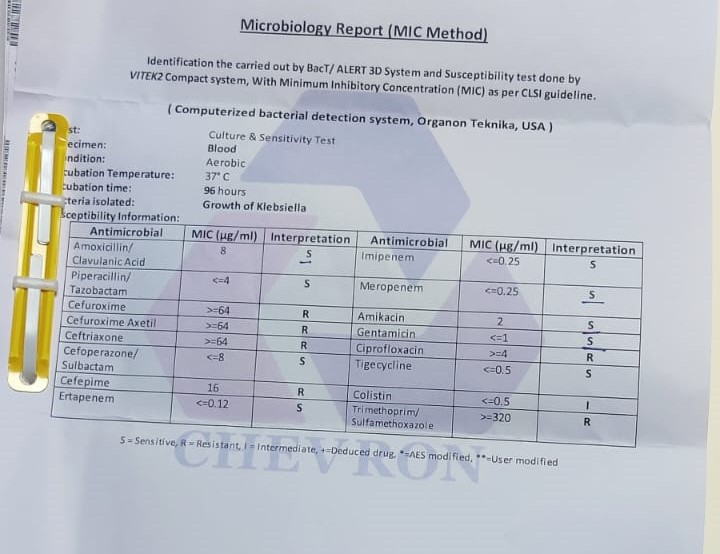 Microbiology Report (MIC Method)
Identification the carried out by BacT/ ALERT 3D System and Susceptibility test done by
VITEK2 Compact system, With Minimum Inhibitory Concentration (MIC) as per CLSI guideline.
( Computerized bacterial detection system, Organon Teknika, USA )
st: Culture & Sensitivity Test
ecimen: Blood
ndition: Aerobic
cubation Temperature: 37° C
cubation time: 96 hours
cteria isolated: Growth of Klebsiella
sceptibility Information:
Antimicrobial MIC (µg/ml) Interpretation Antimicrobial MIC (µg/ml) Interpretation
Amoxicillin/ Clavulanic Acid 8 S Imipenem <=0.25 S
Piperacillin/ Tazobactam <=4 S Meropenem <=0.25 S
Cefuroxime >=64 R Amikacin 2 S
Cefuroxime Axetil >=64 R Gentamicin <=1 S
Ceftriaxone >=64 R Ciprofloxacin >=4 R
Cefoperazone/ Sulbactam <=8 S Tigecycline <=0.5 S
Cefepime 16 R Colistin <=0.5 I
Ertapenem <=0.12 S Trimethoprim/ Sulfamethoxazole >=320 R
S = Sensitive, R = Resistant, I = Intermediate, +=Deduced drug, *=AES modified, **=User modified
CHEVRON